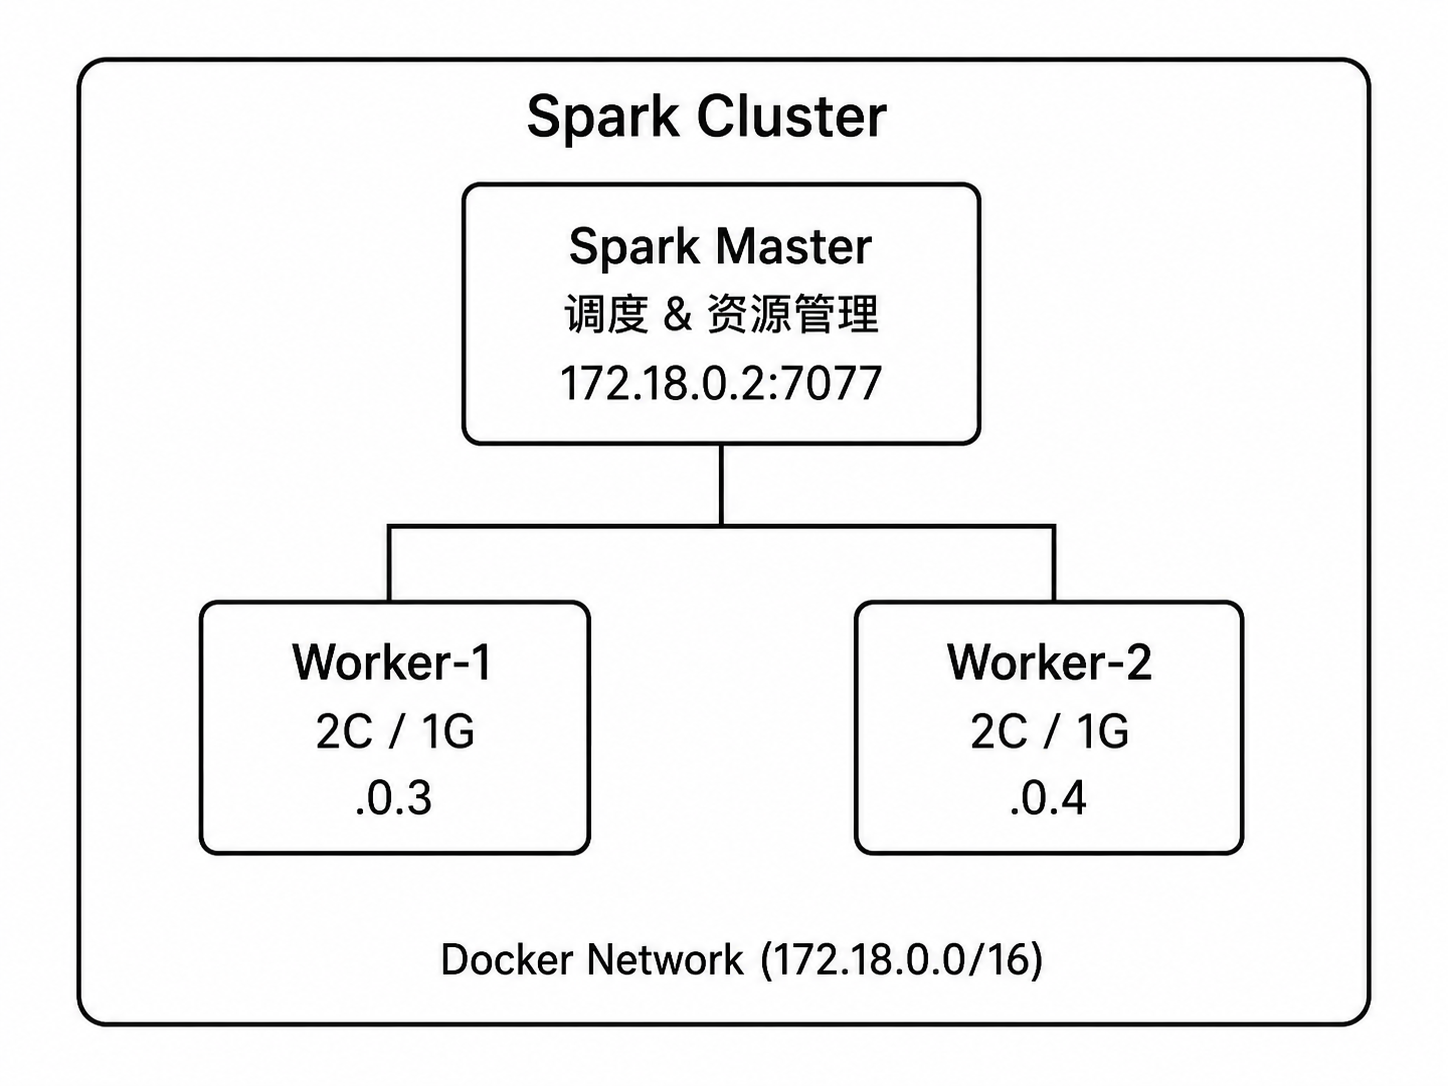 Spark Cluster
Spark Master
调度 & 资源管理
172.18.0.2:7077
Worker-1
2C / 1G
.0.3
Worker-2
2C / 1G
.0.4
Docker Network (172.18.0.0/16)